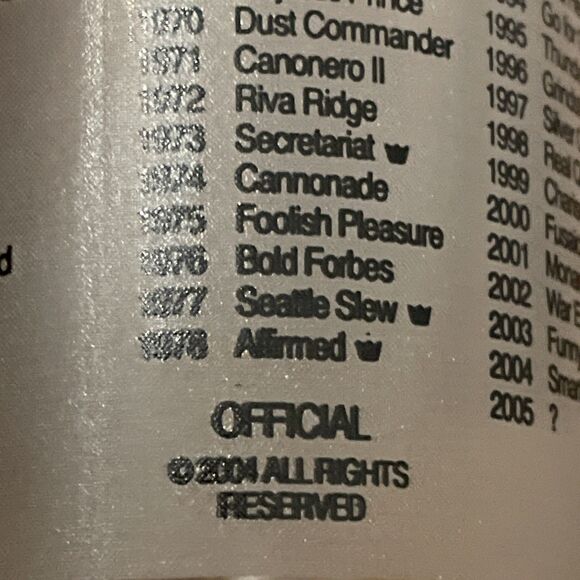 1970 Dust Commander
1971 Canonero II
1972 Riva Ridge
1973 Secretariat
1974 Cannonade
1975 Foolish Pleasure
1976 Bold Forbes
1977 Seattle Slew
1978 Affirmed
OFFICIAL
© 2004 ALL RIGHTS
RESERVED
1995
1996
1997
1998 Real
1999
2000
2001
2002 War
2003
2004
2005 ?